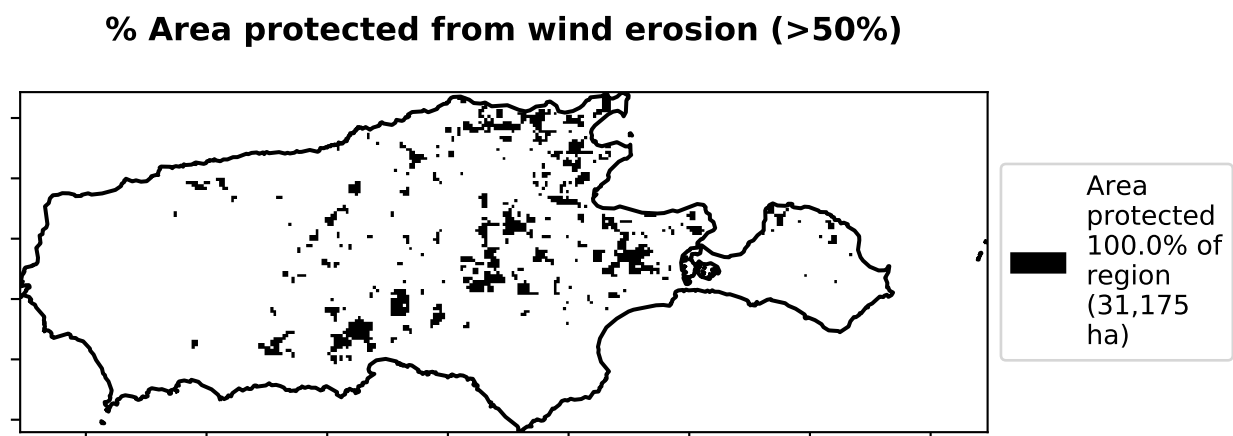 % Area protected from wind erosion (>50%)
Area
protected
100.0% of
region
(31,175
ha)